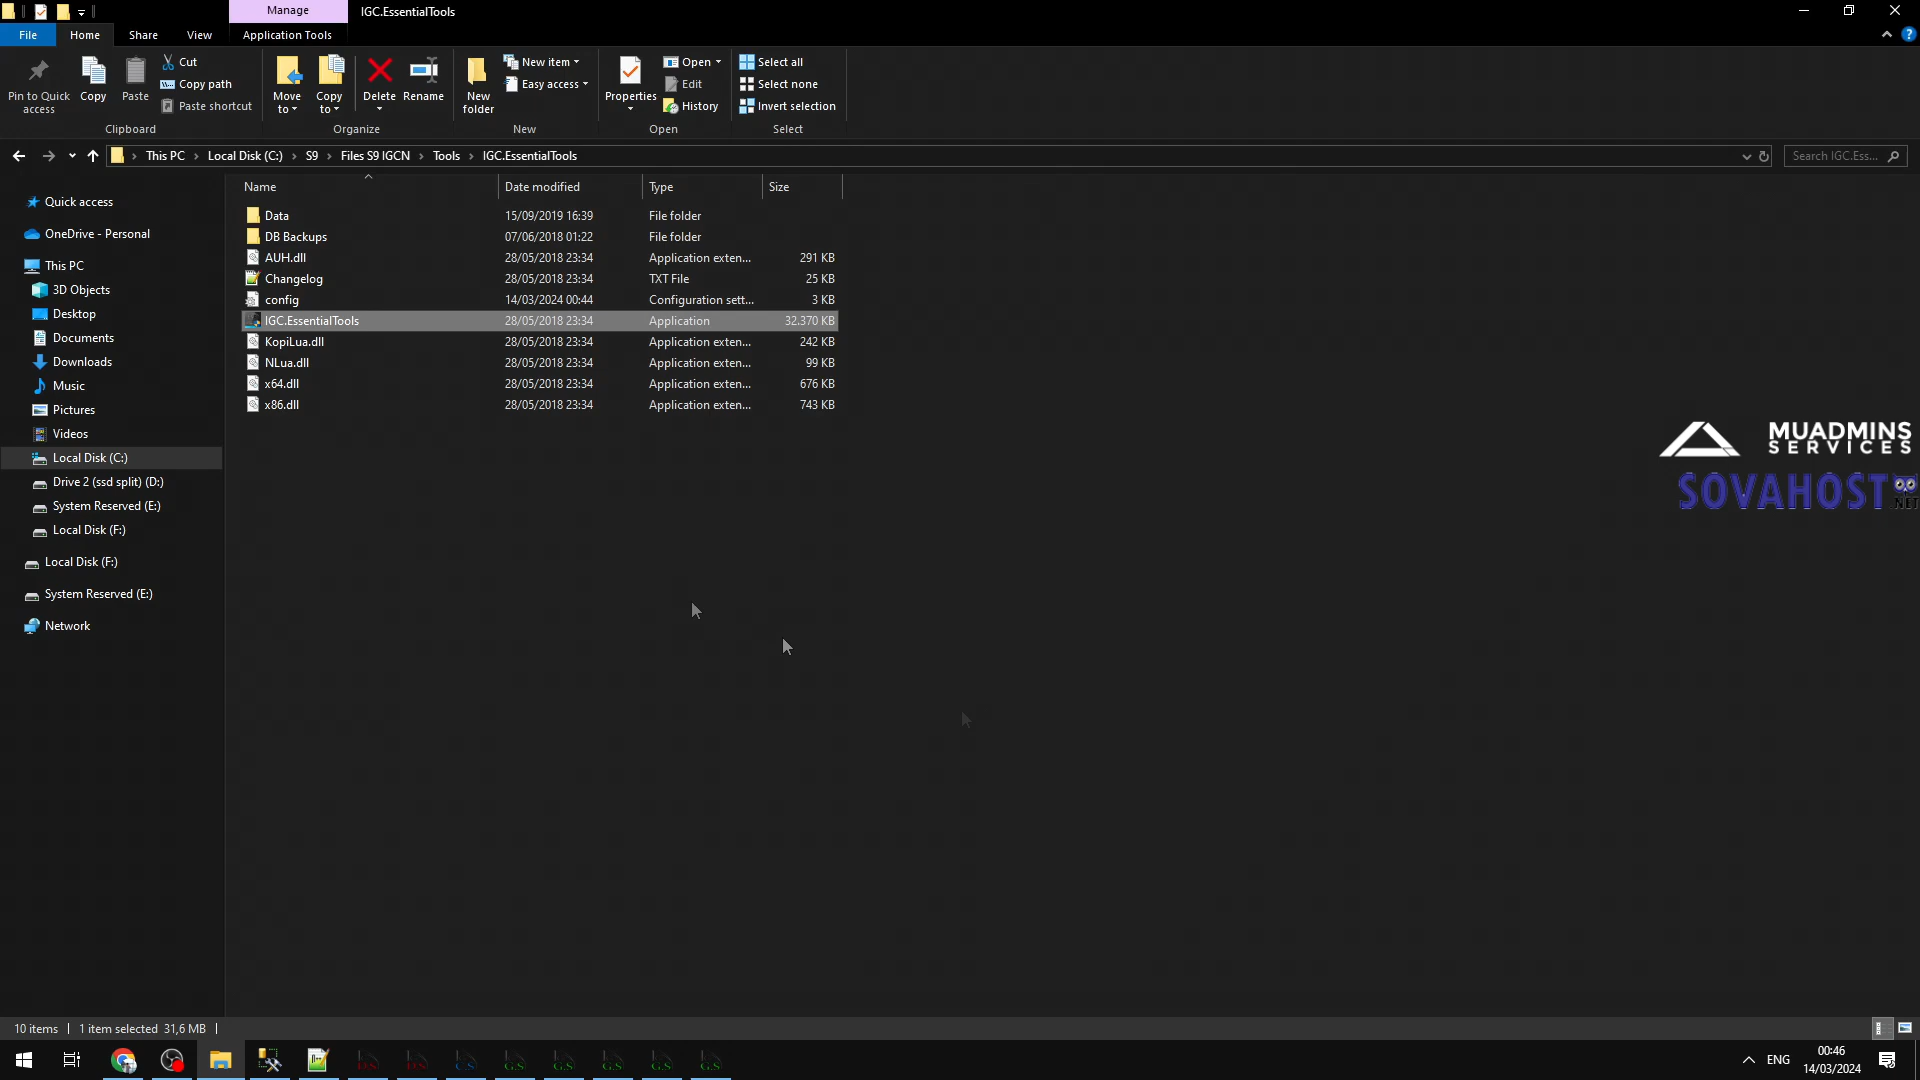 Manage
IGC.EssentialTools
File
Home
Share
View
Application Tools
Pin to Quick access
Copy
Paste
Cut
Copy path
Paste shortcut
Clipboard
Move to
Copy to
Delete
Rename
Organize
New folder
New item
Easy access
New
Properties
Open
Edit
History
Open
Select all
Select none
Invert selection
Select
This PC
Local Disk (C:)
S9
Files S9 IGCN
Tools
IGC.EssentialTools
Search IGC.Ess...
Name
Date modified
Type
Size
Data 15/09/2019 16:39 File folder
DB Backups 07/06/2018 01:22 File folder
AUH.dll 28/05/2018 23:34 Application exten... 291 KB
Changelog 28/05/2018 23:34 TXT File 25 KB
config 14/03/2024 00:44 Configuration sett... 3 KB
IGC.EssentialTools 28/05/2018 23:34 Application 32.370 KB
KopiLua.dll 28/05/2018 23:34 Application exten... 242 KB
NLua.dll 28/05/2018 23:34 Application exten... 99 KB
x64.dll 28/05/2018 23:34 Application exten... 676 KB
x86.dll 28/05/2018 23:34 Application exten... 743 KB
Quick access
OneDrive - Personal
This PC
3D Objects
Desktop
Documents
Downloads
Music
Pictures
Videos
Local Disk (C:)
Drive 2 (ssd split) (D:)
System Reserved (E:)
Local Disk (F:)
Local Disk (F:)
System Reserved (E:)
Network
MUADMINS
SERVICES
SOVAHOST
NET
10 items
1 item selected 31,6 MB
ENG
00:46
14/03/2024